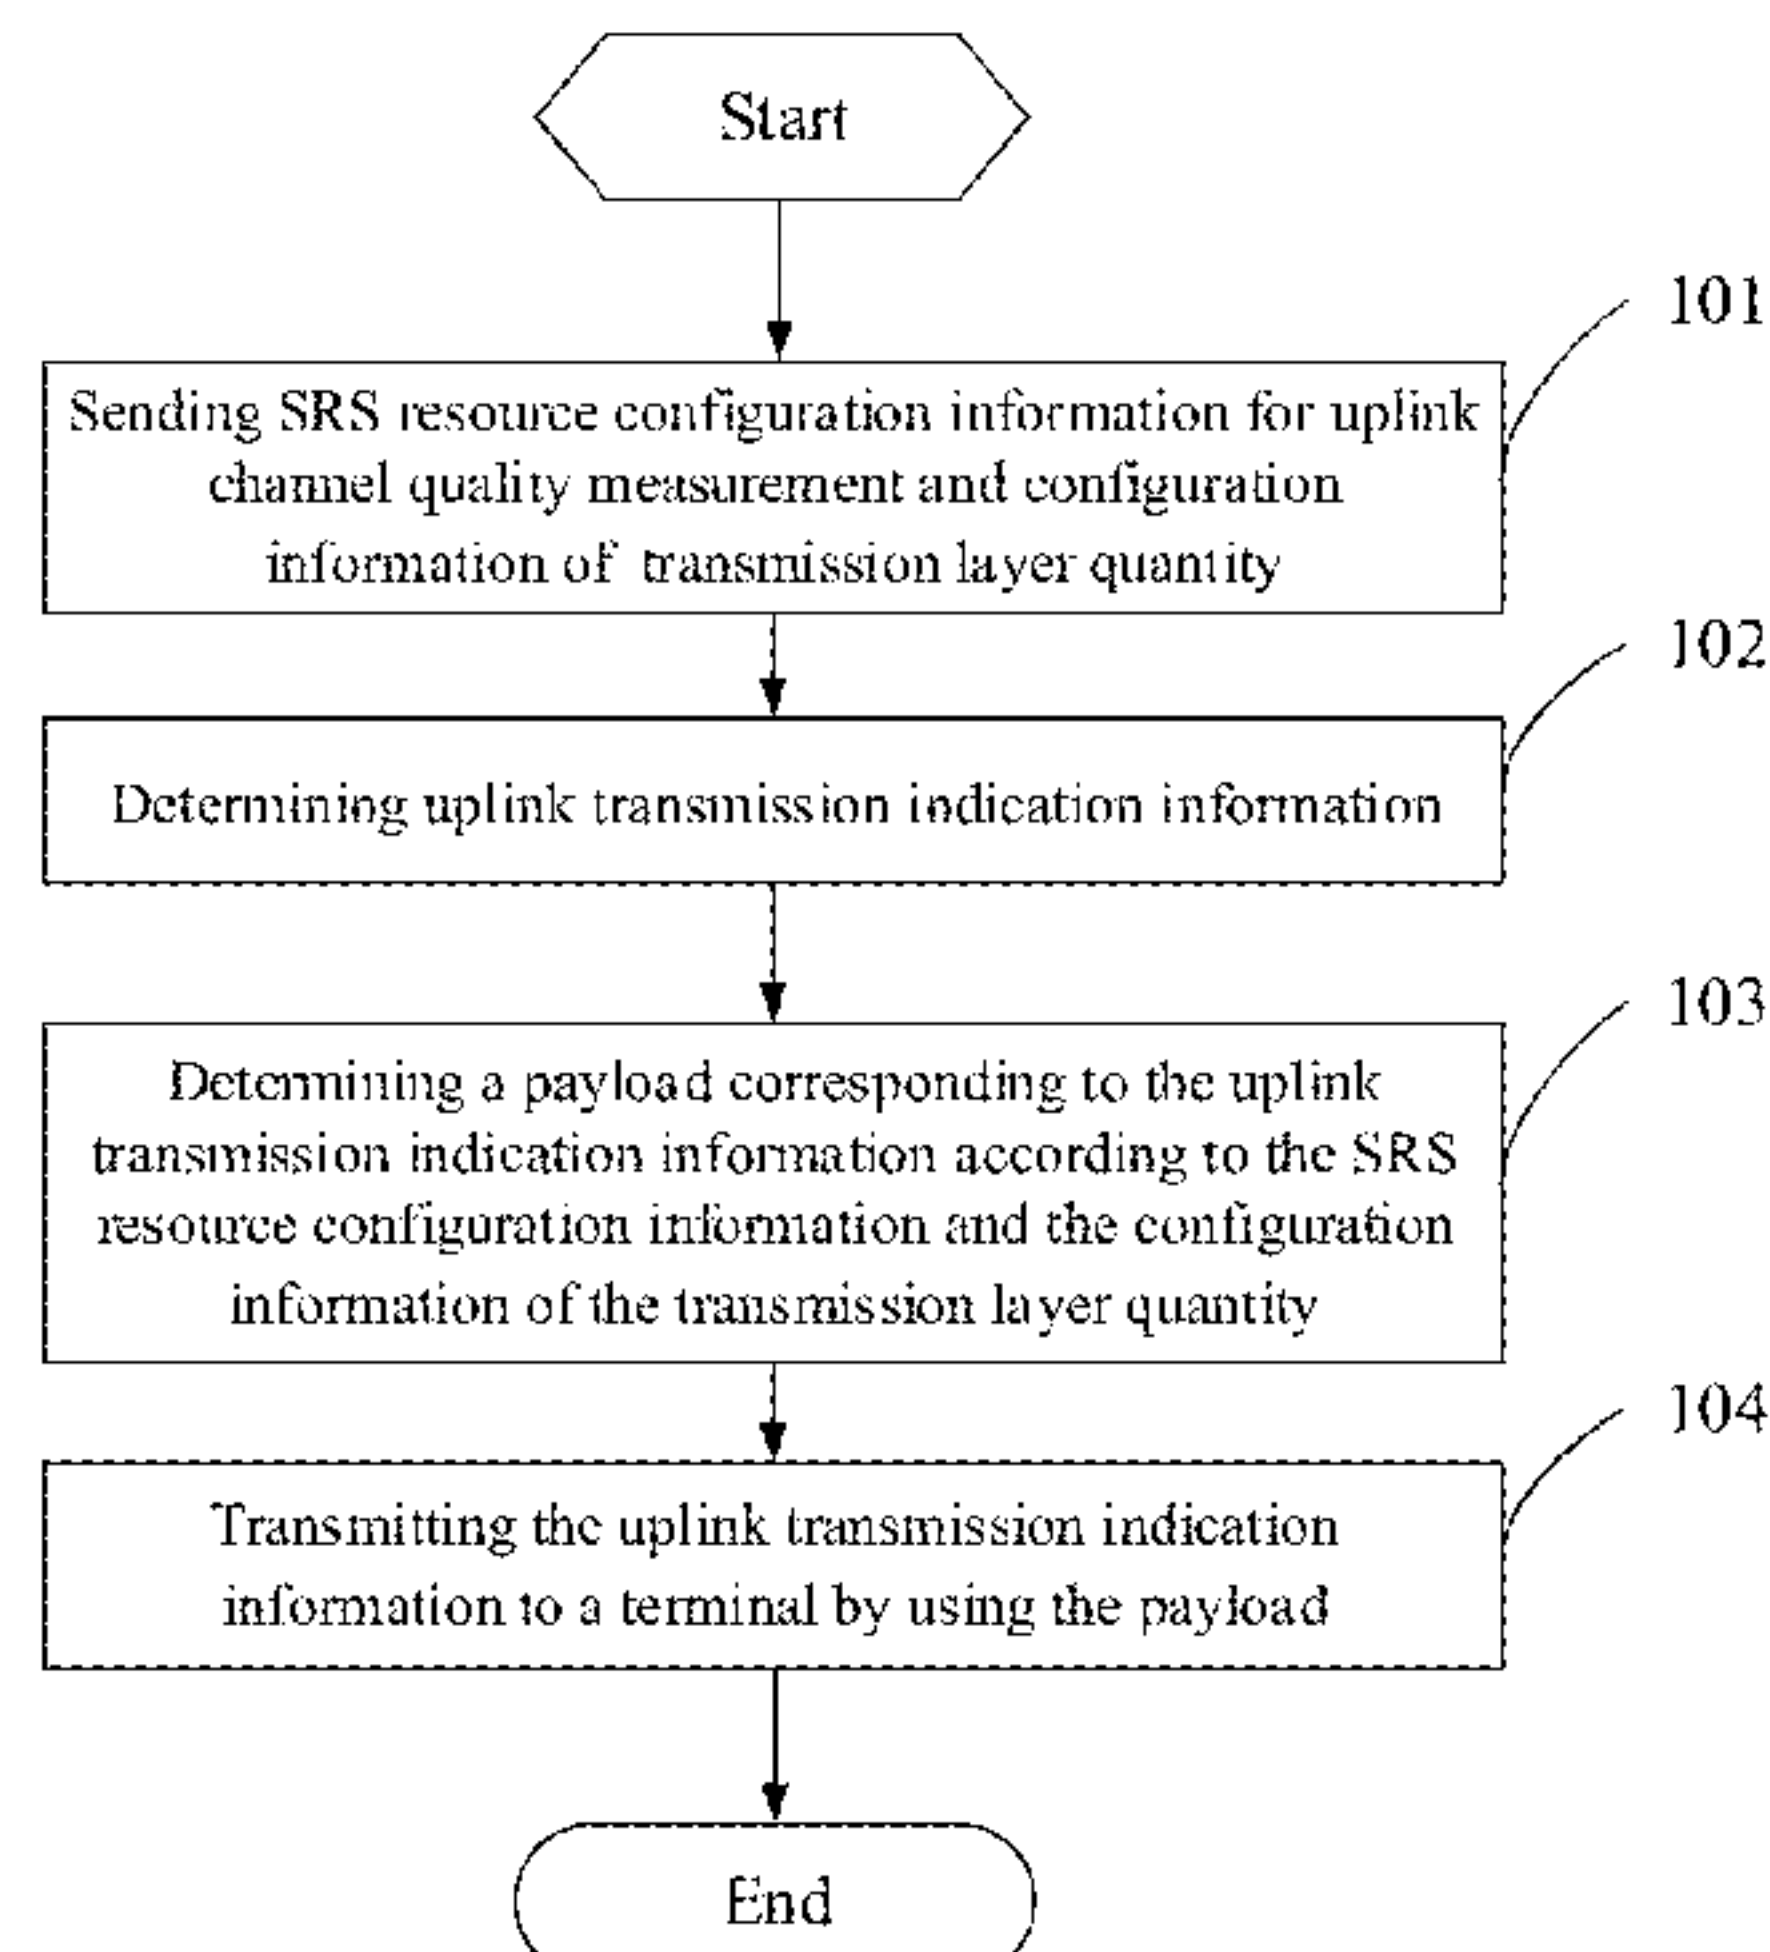 Start
101
Sending SRS resource configuration information for uplink
channel quality measurement and configuration
information of transmission layer quantity
102
Determining uplink transmission indication information
103
Determining a payload corresponding to the uplink
transmission indication information according to the SRS
resource configuration information and the configuration
information of the transmission layer quantity
104
Transmitting the uplink transmission indication
information to a terminal by using the payload
End